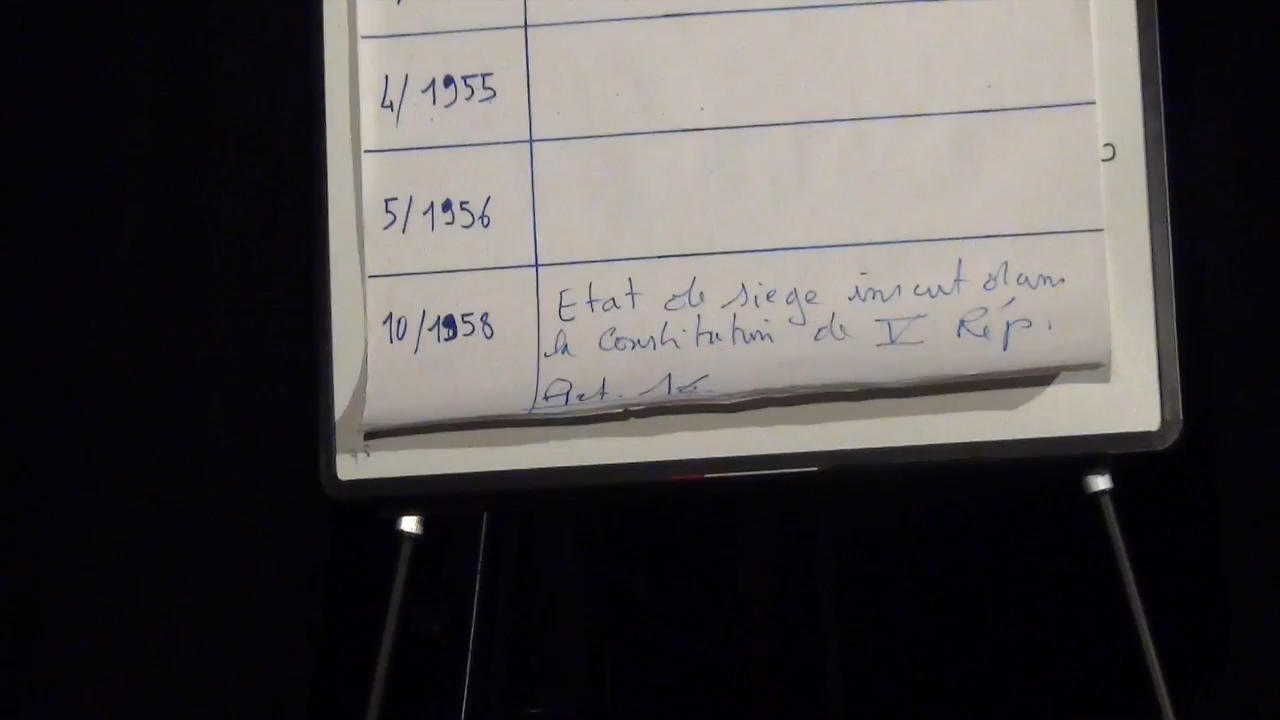 4/1955
5/1956
10/1958
Etat de siege inscrit dans
la Constitution de V Rép.
Art. 16